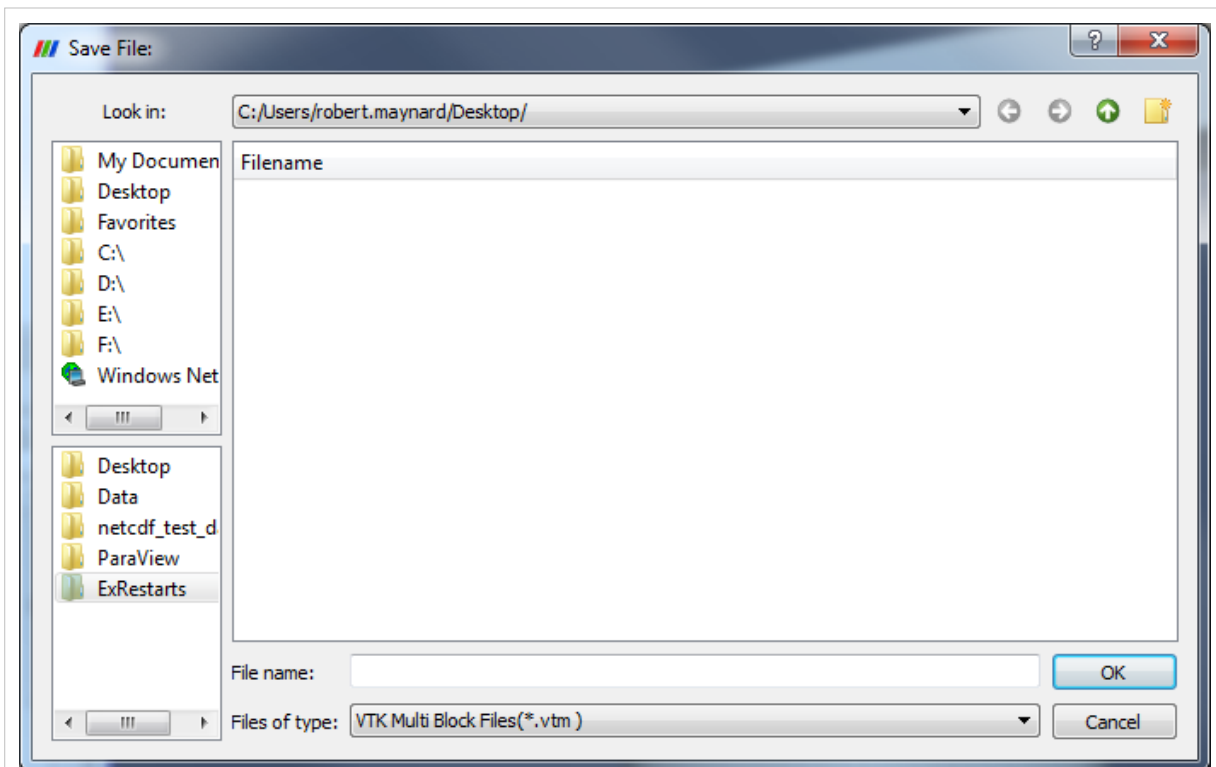 Save File:
Look in:
C:/Users/robert.maynard/Desktop/
My Documen
Desktop
Favorites
C:\
D:\
E:\
F:\
Windows Net
Desktop
Data
netcdf_test_d
ParaView
ExRestarts
Filename
File name:
OK
Files of type:
VTK Multi Block Files(*.vtm )
Cancel